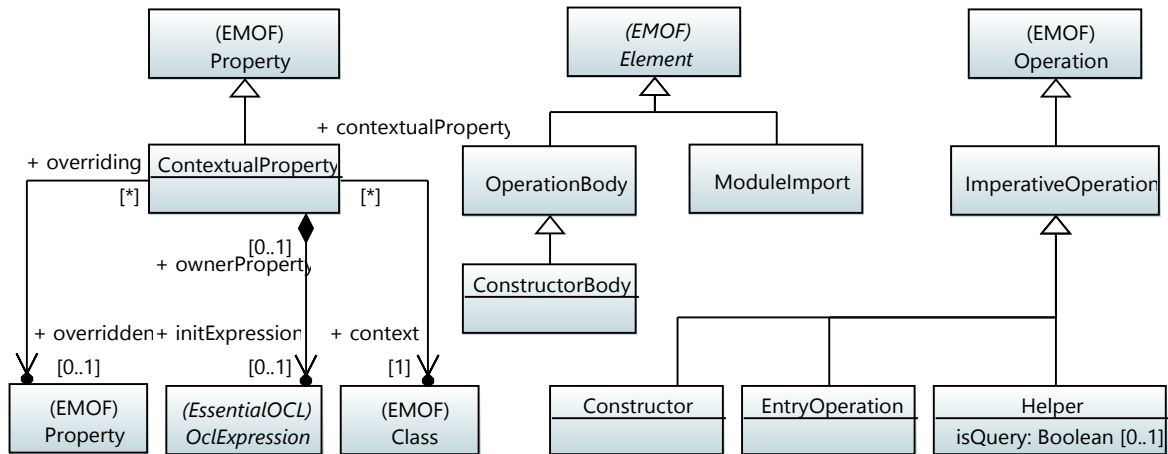 (EMOF)
Property
(EMOF)
Element
(EMOF)
Operation
+ contextualProperty
+ overriding
ContextualProperty
[*]
[*]
OperationBody
ModuleImport
ImperativeOperation
[0..1]
+ ownerProperty
ConstructorBody
+ overridden
+ initExpression
+ context
[0..1]
[0..1]
[1]
(EMOF)
Property
(EssentialOCL)
OclExpression
(EMOF)
Class
Constructor
EntryOperation
Helper
isQuery: Boolean [0..1]